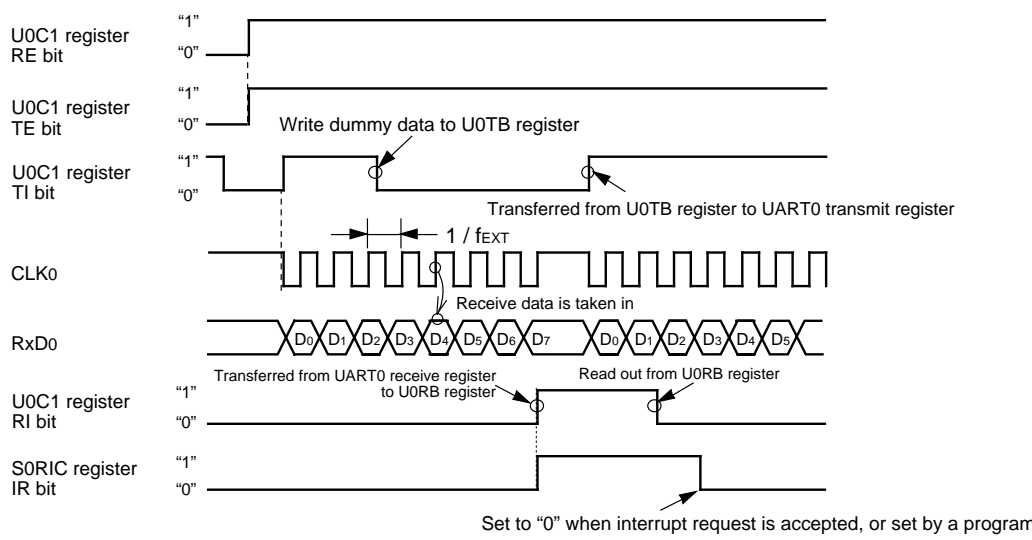 U0C1 register
RE bit
“1”
“0”
U0C1 register
TE bit
“1”
“0”
Write dummy data to U0TB register
U0C1 register
TI bit
“1”
“0”
Transferred from U0TB register to UART0 transmit register
1 / fEXT
CLK0
Receive data is taken in
RxD0
D0 D1 D2 D3 D4 D5 D6 D7 D0 D1 D2 D3 D4 D5
Transferred from UART0 receive register
to U0RB register
Read out from U0RB register
U0C1 register
RI bit
“1”
“0”
S0RIC register
IR bit
“1”
“0”
Set to “0” when interrupt request is accepted, or set by a program